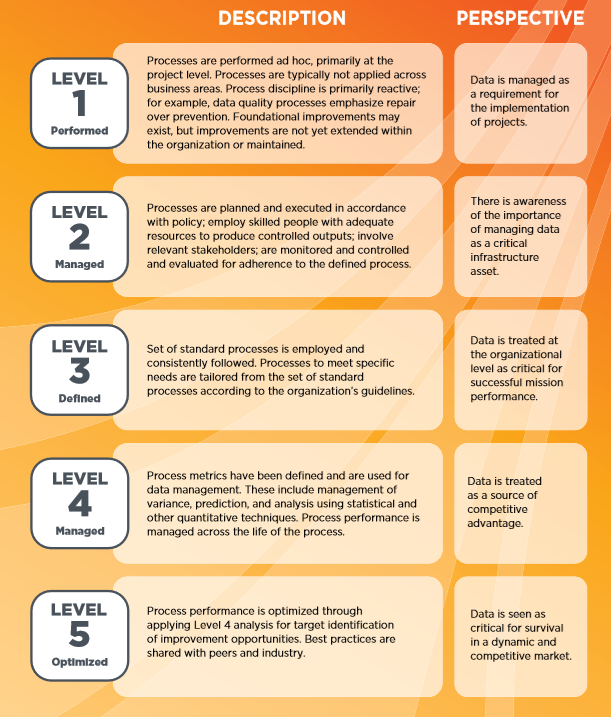 DESCRIPTION
PERSPECTIVE
LEVEL
1
Performed
Processes are performed ad hoc, primarily at the
project level. Processes are typically not applied across
business areas. Process discipline is primarily reactive;
for example, data quality processes emphasize repair
over prevention. Foundational improvements may
exist, but improvements are not yet extended within
the organization or maintained.
Data is managed as
a requirement for
the implementation
of projects.
LEVEL
2
Managed
Processes are planned and executed in accordance
with policy; employ skilled people with adequate
resources to produce controlled outputs; involve
relevant stakeholders; are monitored and controlled
and evaluated for adherence to the defined process.
There is awareness
of the importance
of managing data
as a critical
infrastructure
asset.
LEVEL
3
Defined
Set of standard processes is employed and
consistently followed. Processes to meet specific
needs are tailored from the set of standard
processes according to the organization's guidelines.
Data is treated at
the organizational
level as critical for
successful mission
performance.
LEVEL
4
Managed
Process metrics have been defined and are used for
data management. These include management of
variance, prediction, and analysis using statistical and
other quantitative techniques. Process performance is
managed across the life of the process.
Data is treated
as a source of
competitive
advantage.
LEVEL
5
Optimized
Process performance is optimized through
applying Level 4 analysis for target identification
of improvement opportunities. Best practices are
shared with peers and industry.
Data is seen as
critical for survival
in a dynamic and
competitive market.